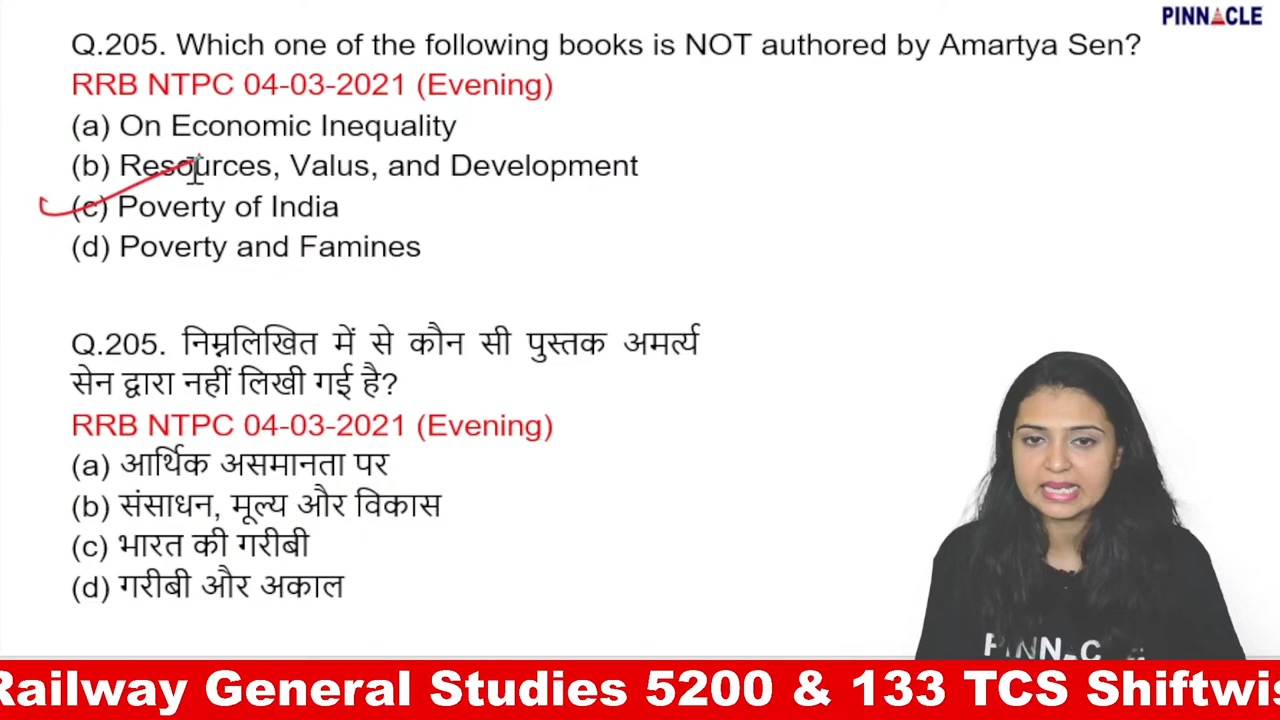 PINNACLE
Q.205. Which one of the following books is NOT authored by Amartya Sen?
RRB NTPC 04-03-2021 (Evening)
(a) On Economic Inequality
(b) Resources, Valus, and Development
(c) Poverty of India
(d) Poverty and Famines
Q.205. निम्नलिखित में से कौन सी पुस्तक अमर्त्य
सेन द्वारा नहीं लिखी गई है?
RRB NTPC 04-03-2021 (Evening)
(a) आर्थिक असमानता पर
(b) संसाधन, मूल्य और विकास
(c) भारत की गरीबी
(d) गरीबी और अकाल
PINNAC
Railway General Studies 5200 & 133 TCS Shiftwis